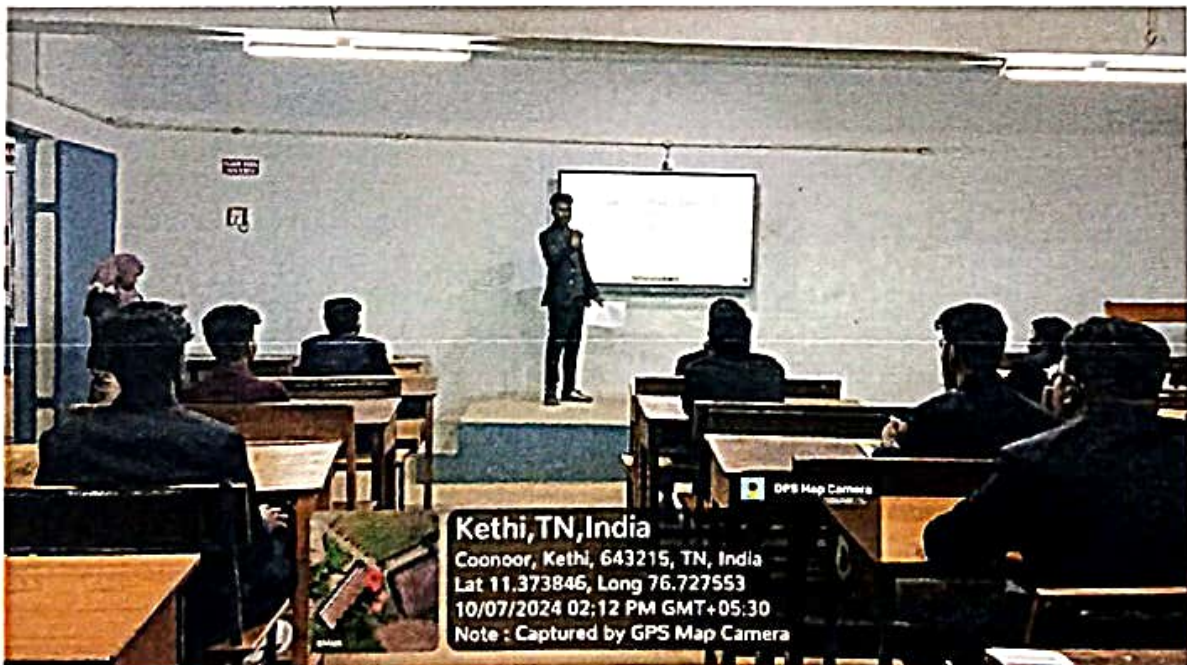 GPS Map Camera
Kethi,TN,India
Coonoor, Kethi, 643215, TN, India
Lat 11.373846, Long 76.727553
10/07/2024 02:12 PM GMT+05:30
Note : Captured by GPS Map Camera